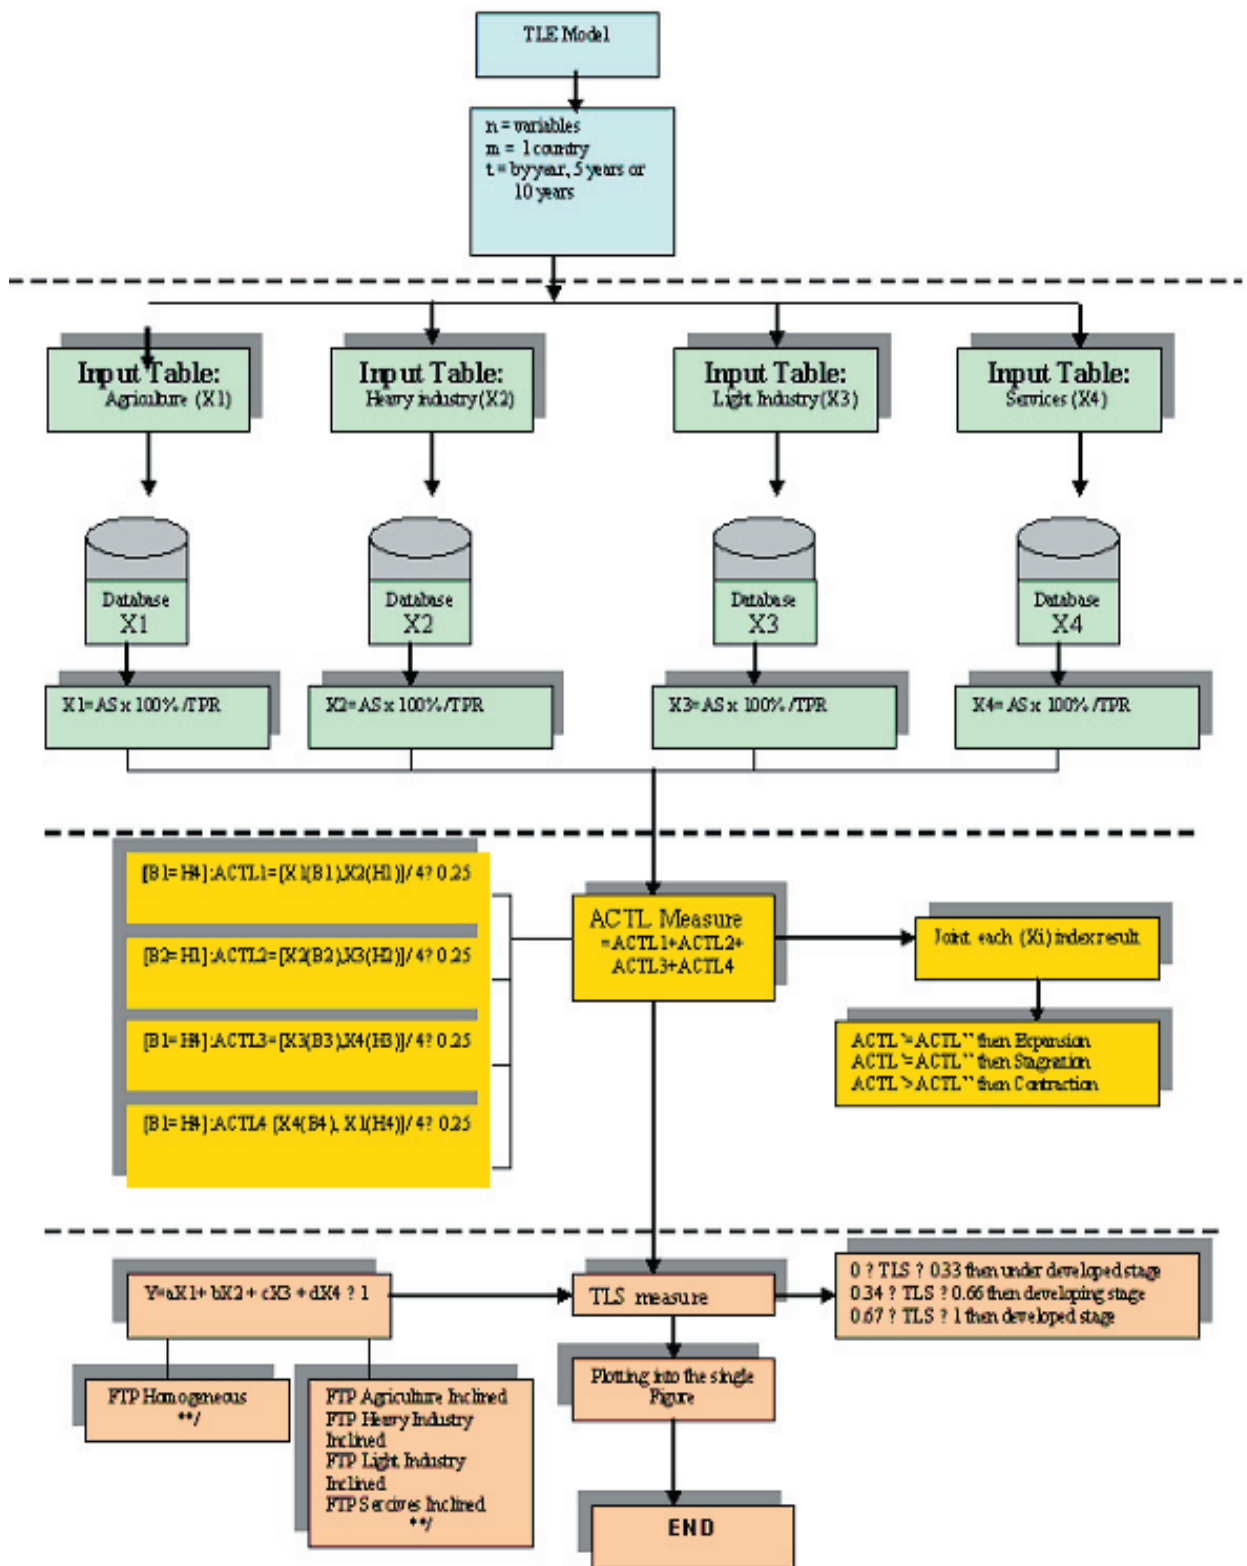 TLE Model
n = variables
m = 1 country
t = by year, 5 years or
10 years
Input Table:
Agriculture (X1)
Input Table:
Heavy industry (X2)
Input Table:
Light Industry (X3)
Input Table:
Services (X4)
Database
X1
Database
X2
Database
X3
Database
X4
X1=AS x 100% /TPR
X2=AS x 100% /TPR
X3=AS x 100% /TPR
X4= AS x 100% /TPR
[B1=H4]:ACTL1=[X1(B1),X2(H1)]/4? 0.25
[B2=H1]:ACTL2=[X2(B2),X3(H2)]/4? 0.25
[B1=H4]:ACTL3=[X3(B3),X4(H3)]/4? 0.25
[B1=H4]:ACTL4 [X4(B4), X1(H4)]/4? 0.25
ACTL Measure
=ACTL1+ACTL2+
ACTL3+ACTL4
Joint each (Xi) index result
ACTL'=ACTL'' then Expansion
ACTL'=ACTL'' then Stagnation
ACTL'>ACTL'' then Contraction
Y=aX1+ bX2 + cX3 + dX4 ? 1
TLS measure
0 ? TLS ? 0.33 then under developed stage
0.34 ? TLS ? 0.66 then developing stage
0.67 ? TLS ? 1 then developed stage
FTP Homogeneous
**/
FTP Agriculture Inclined
FTP Heavy Industry
Inclined
FTP Light Industry
Inclined
FTP Sercives Inclined
**/
Plotting into the single
Figure
END